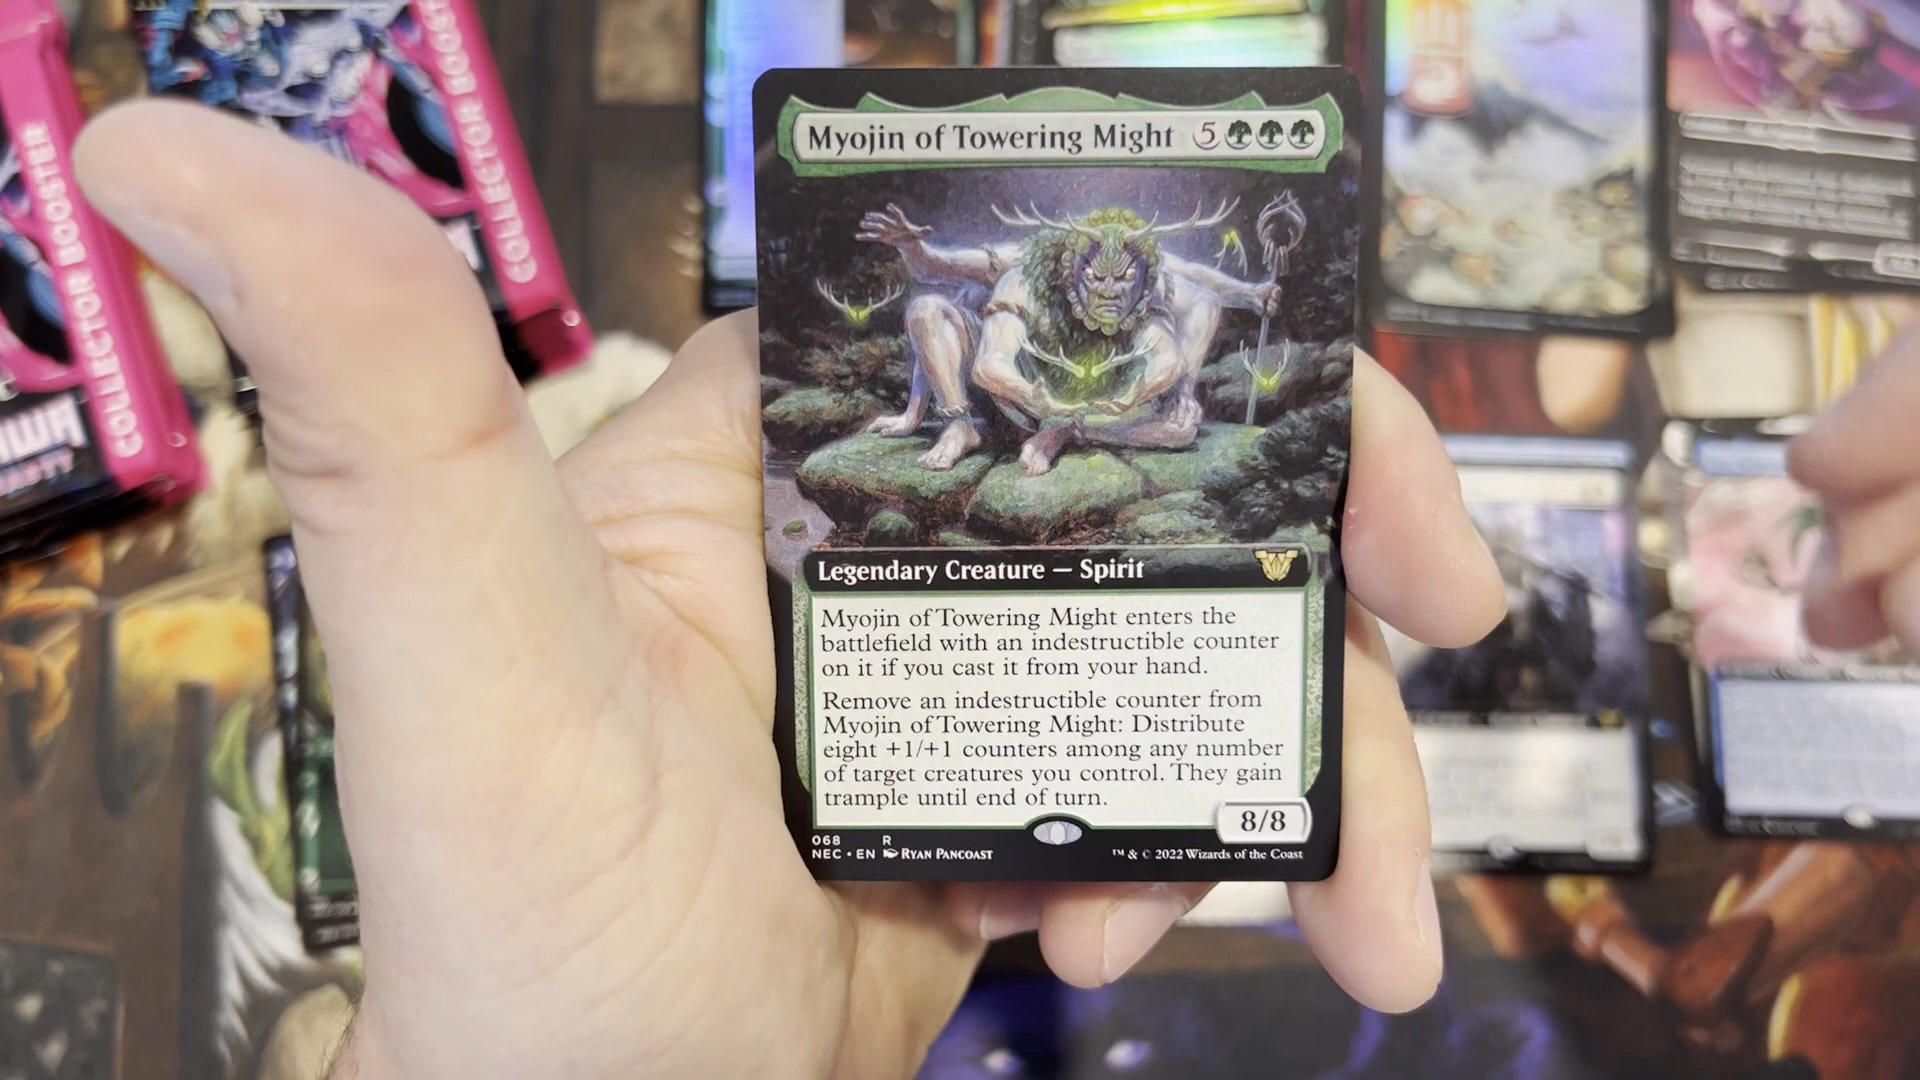 COLLECTOR BOOSTER
COLLECTOR BOOSTER
Myojin of Towering Might 5
Legendary Creature — Spirit
Myojin of Towering Might enters the
battlefield with an indestructible counter
on it if you cast it from your hand.
Remove an indestructible counter from
Myojin of Towering Might: Distribute
eight +1/+1 counters among any number
of target creatures you control. They gain
trample until end of turn.
8/8
068 R
NEC • EN RYAN PANCOAST
™ & © 2022 Wizards of the Coast